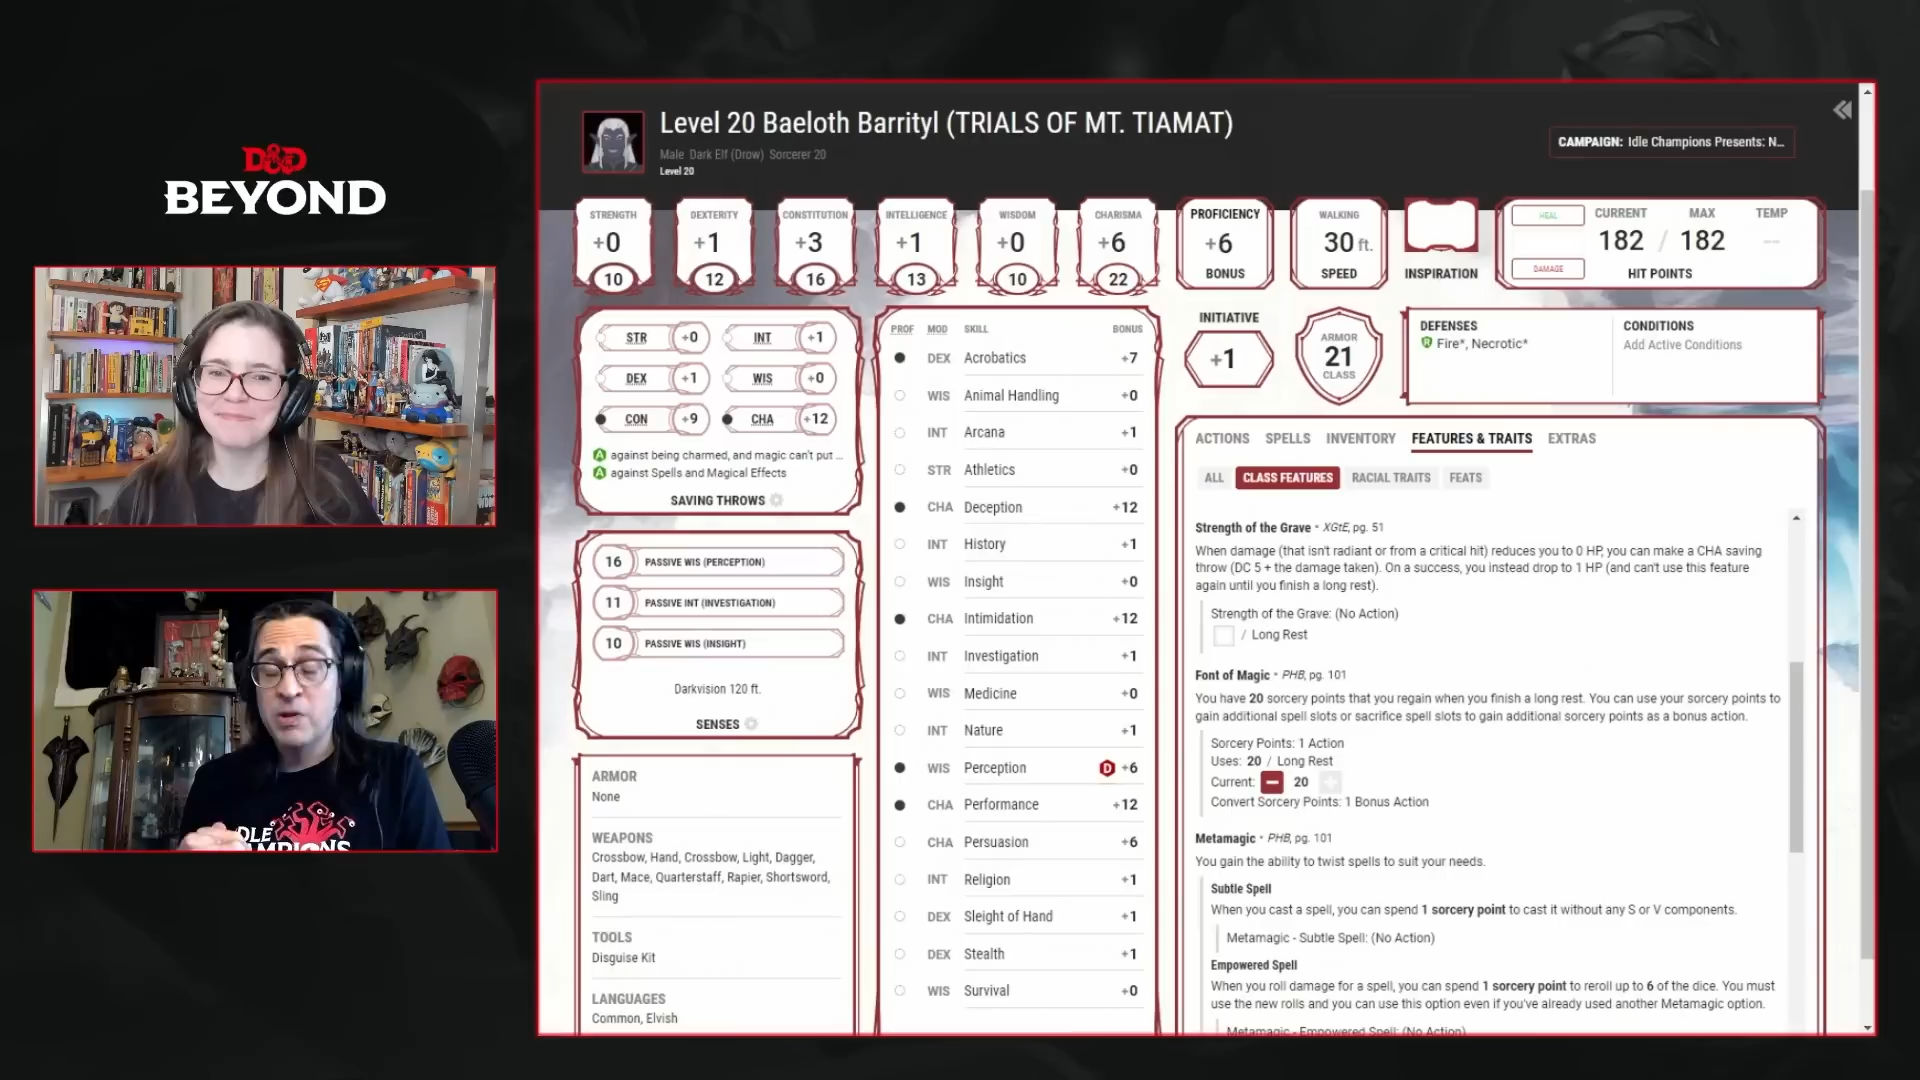 D&D
BEYOND
Level 20 Baeloth Barrityl (TRIALS OF MT. TIAMAT)
Male Dark Elf (Drow) Sorcerer 20
Level 20
CAMPAIGN: Idle Champions Presents: N...
STRENGTH
+0
10
DEXTERITY
+1
12
CONSTITUTION
+3
16
INTELLIGENCE
+1
13
WISDOM
+0
10
CHARISMA
+6
22
PROFICIENCY
+6
BONUS
WALKING
30 ft.
SPEED
INSPIRATION
HEAL
DAMAGE
CURRENT MAX TEMP
182 / 182 --
HIT POINTS
STR +0 INT +1
DEX +1 WIS +0
CON +9 CHA +12
A against being charmed, and magic can't put ...
A against Spells and Magical Effects
SAVING THROWS
16 PASSIVE WIS (PERCEPTION)
11 PASSIVE INT (INVESTIGATION)
10 PASSIVE WIS (INSIGHT)
Darkvision 120 ft.
SENSES
ARMOR
None
WEAPONS
Crossbow, Hand, Crossbow, Light, Dagger,
Dart, Mace, Quarterstaff, Rapier, Shortsword,
Sling
TOOLS
Disguise Kit
LANGUAGES
Common, Elvish
PROF MOD SKILL BONUS
DEX Acrobatics +7
WIS Animal Handling +0
INT Arcana +1
STR Athletics +0
CHA Deception +12
INT History +1
WIS Insight +0
CHA Intimidation +12
INT Investigation +1
WIS Medicine +0
INT Nature +1
WIS Perception D +6
CHA Performance +12
CHA Persuasion +6
INT Religion +1
DEX Sleight of Hand +1
DEX Stealth +1
WIS Survival +0
INITIATIVE
+1
ARMOR
21
CLASS
DEFENSES
R Fire*, Necrotic*
CONDITIONS
Add Active Conditions
ACTIONS SPELLS INVENTORY FEATURES & TRAITS EXTRAS
ALL CLASS FEATURES RACIAL TRAITS FEATS
Strength of the Grave • XGtE, pg. 51
When damage (that isn't radiant or from a critical hit) reduces you to 0 HP, you can make a CHA saving
throw (DC 5 + the damage taken). On a success, you instead drop to 1 HP (and can't use this feature
again until you finish a long rest).
Strength of the Grave: (No Action)
/ Long Rest
Font of Magic • PHB, pg. 101
You have 20 sorcery points that you regain when you finish a long rest. You can use your sorcery points to
gain additional spell slots or sacrifice spell slots to gain additional sorcery points as a bonus action.
Sorcery Points: 1 Action
Uses: 20 / Long Rest
Current: 20
Convert Sorcery Points: 1 Bonus Action
Metamagic • PHB, pg. 101
You gain the ability to twist spells to suit your needs.
Subtle Spell
When you cast a spell, you can spend 1 sorcery point to cast it without any S or V components.
Metamagic - Subtle Spell: (No Action)
Empowered Spell
When you roll damage for a spell, you can spend 1 sorcery point to reroll up to 6 of the dice. You must
use the new rolls and you can use this option even if you've already used another Metamagic option.
Metamagic - Empowered Spell: (No Action)